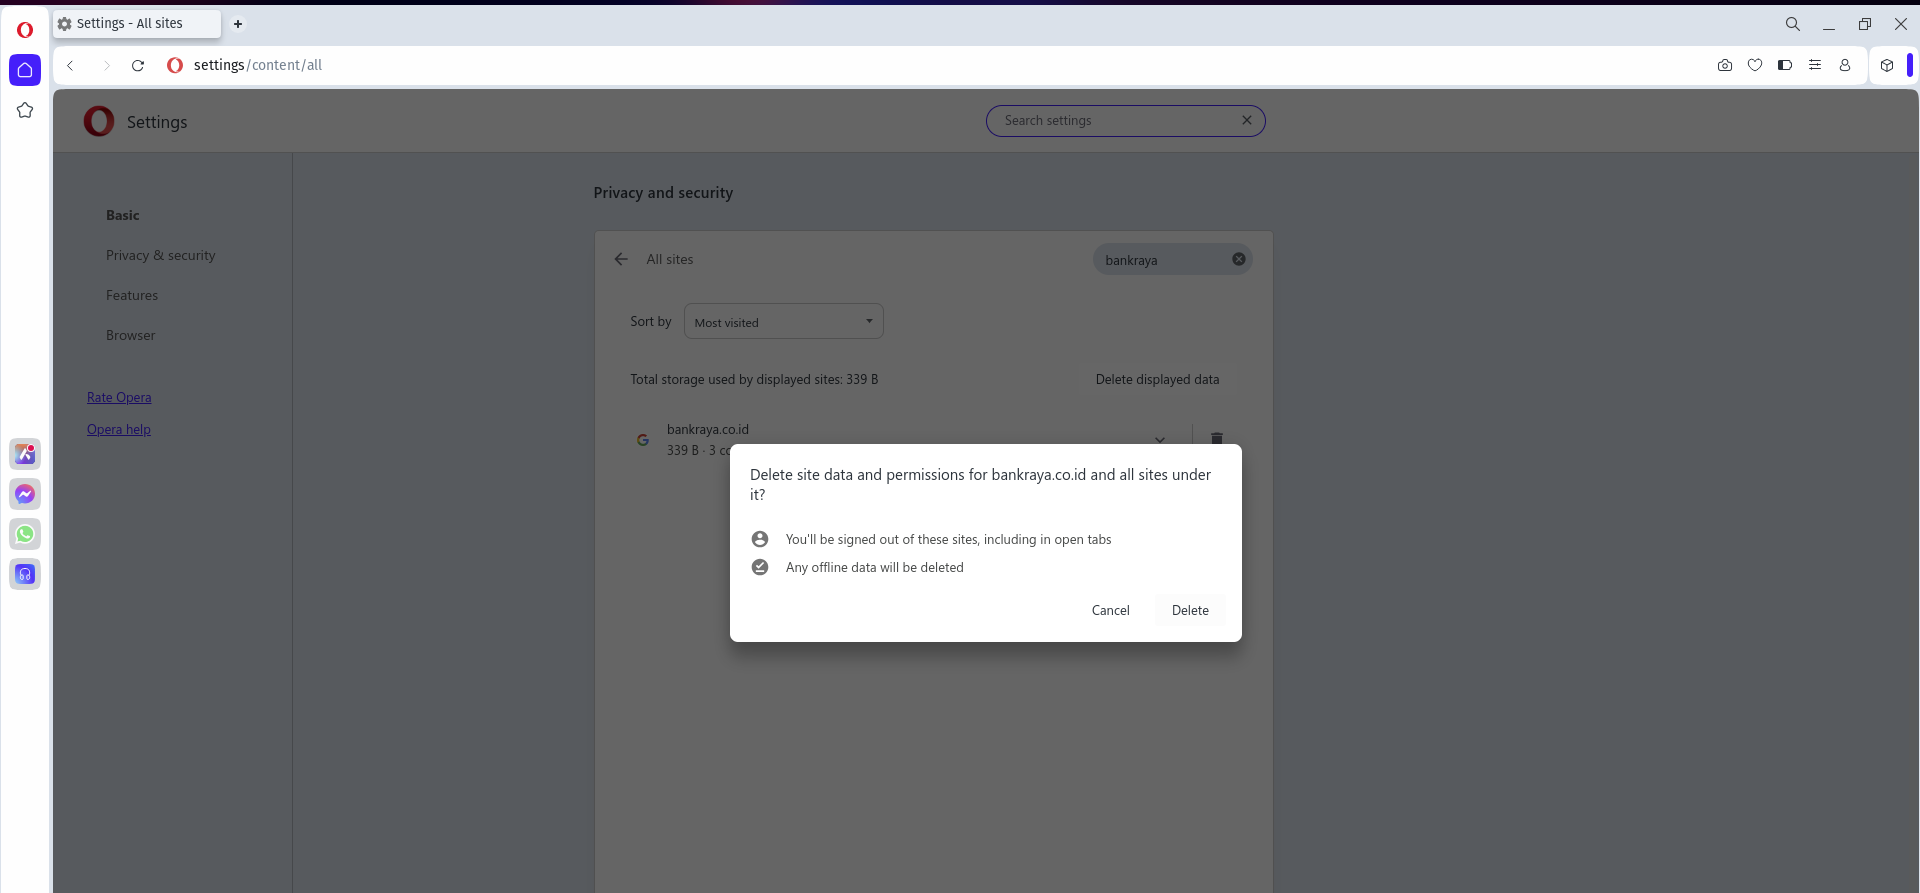 Settings - All sites
settings/content/all
Settings
Search settings
Privacy and security
Basic
Privacy & security
Features
Browser
Rate Opera
Opera help
All sites
bankraya
Sort by
Most visited
Total storage used by displayed sites: 339 B
Delete displayed data
bankraya.co.id
339 B · 3
Delete site data and permissions for bankraya.co.id and all sites under
it?
You'll be signed out of these sites, including in open tabs
Any offline data will be deleted
Cancel
Delete